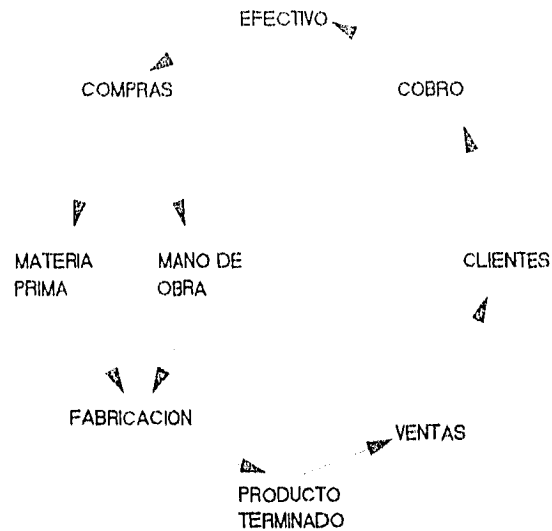 EFECTIVO
COMPRAS
COBRO
MATERIA
PRIMA
MANO DE
OBRA
CLIENTES
FABRICACION
VENTAS
PRODUCTO
TERMINADO